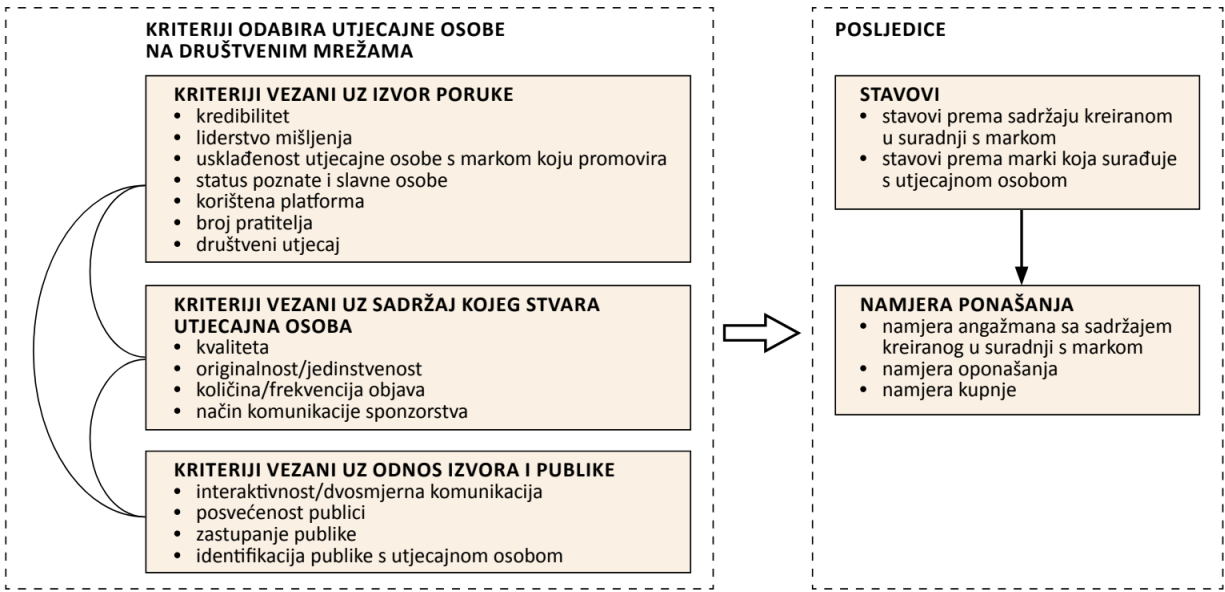 KRITERIJI ODABIRA UTJECAJNE OSOBE
NA DRUŠTVENIM MREŽAMA
KRITERIJI VEZANI UZ IZVOR PORUKE
• kredibilitet
• liderstvo mišljenja
• usklađenost utjecajne osobe s markom koju promovira
• status poznate i slavne osobe
• korištena platforma
• broj pratitelja
• društveni utjecaj
KRITERIJI VEZANI UZ SADRŽAJ KOJEG STVARA
UTJECAJNA OSOBA
• kvaliteta
• originalnost/jedinstvenost
• količina/frekvencija objava
• način komunikacije sponzorstva
KRITERIJI VEZANI UZ ODNOS IZVORA I PUBLIKE
• interaktivnost/dvosmjerna komunikacija
• posvećenost publici
• zastupanje publike
• identifikacija publike s utjecajnom osobom
POSLJEDICE
STAVOVI
• stavovi prema sadržaju kreiranom
u suradnji s markom
• stavovi prema marki koja surađuje
s utjecajnom osobom
NAMJERA PONAŠANJA
• namjera angažmana sa sadržajem
kreiranog u suradnji s markom
• namjera oponašanja
• namjera kupnje